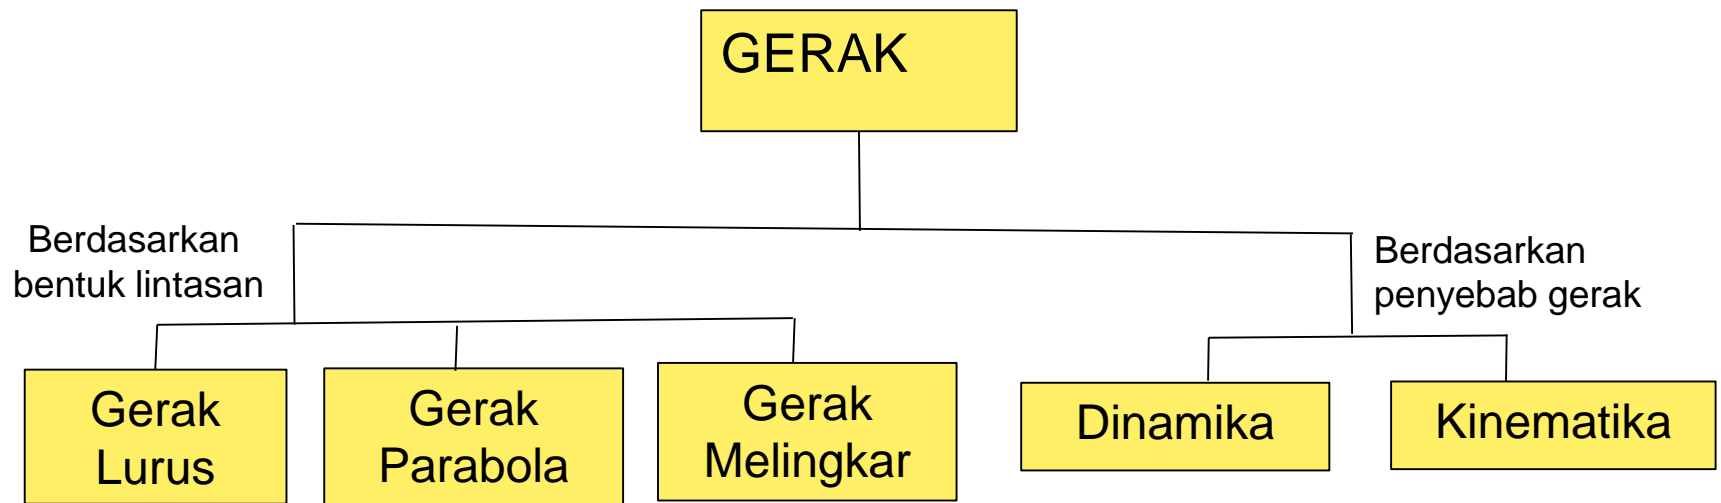 GERAK
Berdasarkan
bentuk lintasan
Berdasarkan
penyebab gerak
Gerak
Lurus
Gerak
Parabola
Gerak
Melingkar
Dinamika
Kinematika